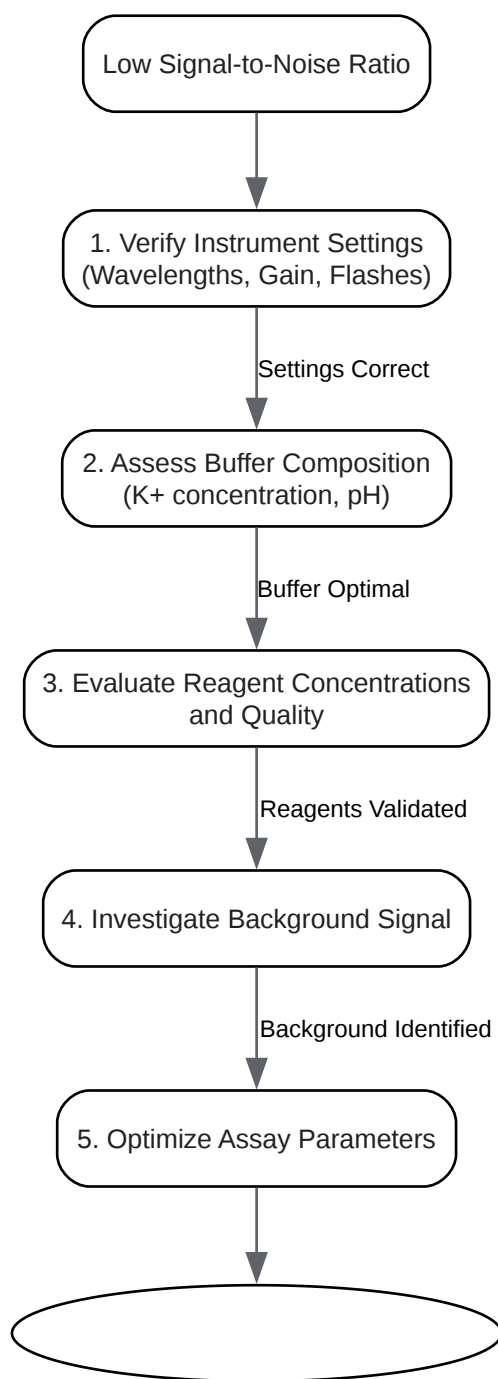 Low Signal-to-Noise Ratio
1. Verify Instrument Settings
(Wavelengths, Gain, Flashes)
Settings Correct
2. Assess Buffer Composition
(K+ concentration, pH)
Buffer Optimal
3. Evaluate Reagent Concentrations
and Quality
Reagents Validated
4. Investigate Background Signal
Background Identified
5. Optimize Assay Parameters